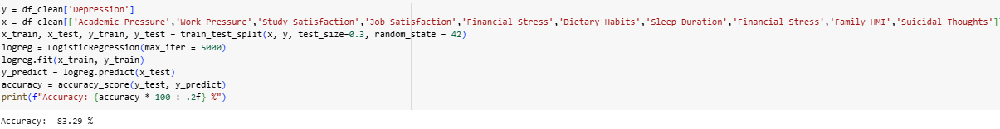 y = df_clean['Depression']
x = df_clean[['Academic_Pressure','Work_Pressure','Study_Satisfaction','Job_Satisfaction','Financial_Stress','Dietary_Habits','Sleep_Duration','Financial_Stress','Family_HMI','Suicidal_Thoughts']]
x_train, x_test, y_train, y_test = train_test_split(x, y, test_size=0.3, random_state = 42)
logreg = LogisticRegression(max_iter = 5000)
logreg.fit(x_train, y_train)
y_predict = logreg.predict(x_test)
accuracy = accuracy_score(y_test, y_predict)
print(f"Accuracy: {accuracy * 100 : .2f} %")
Accuracy:  83.29 %